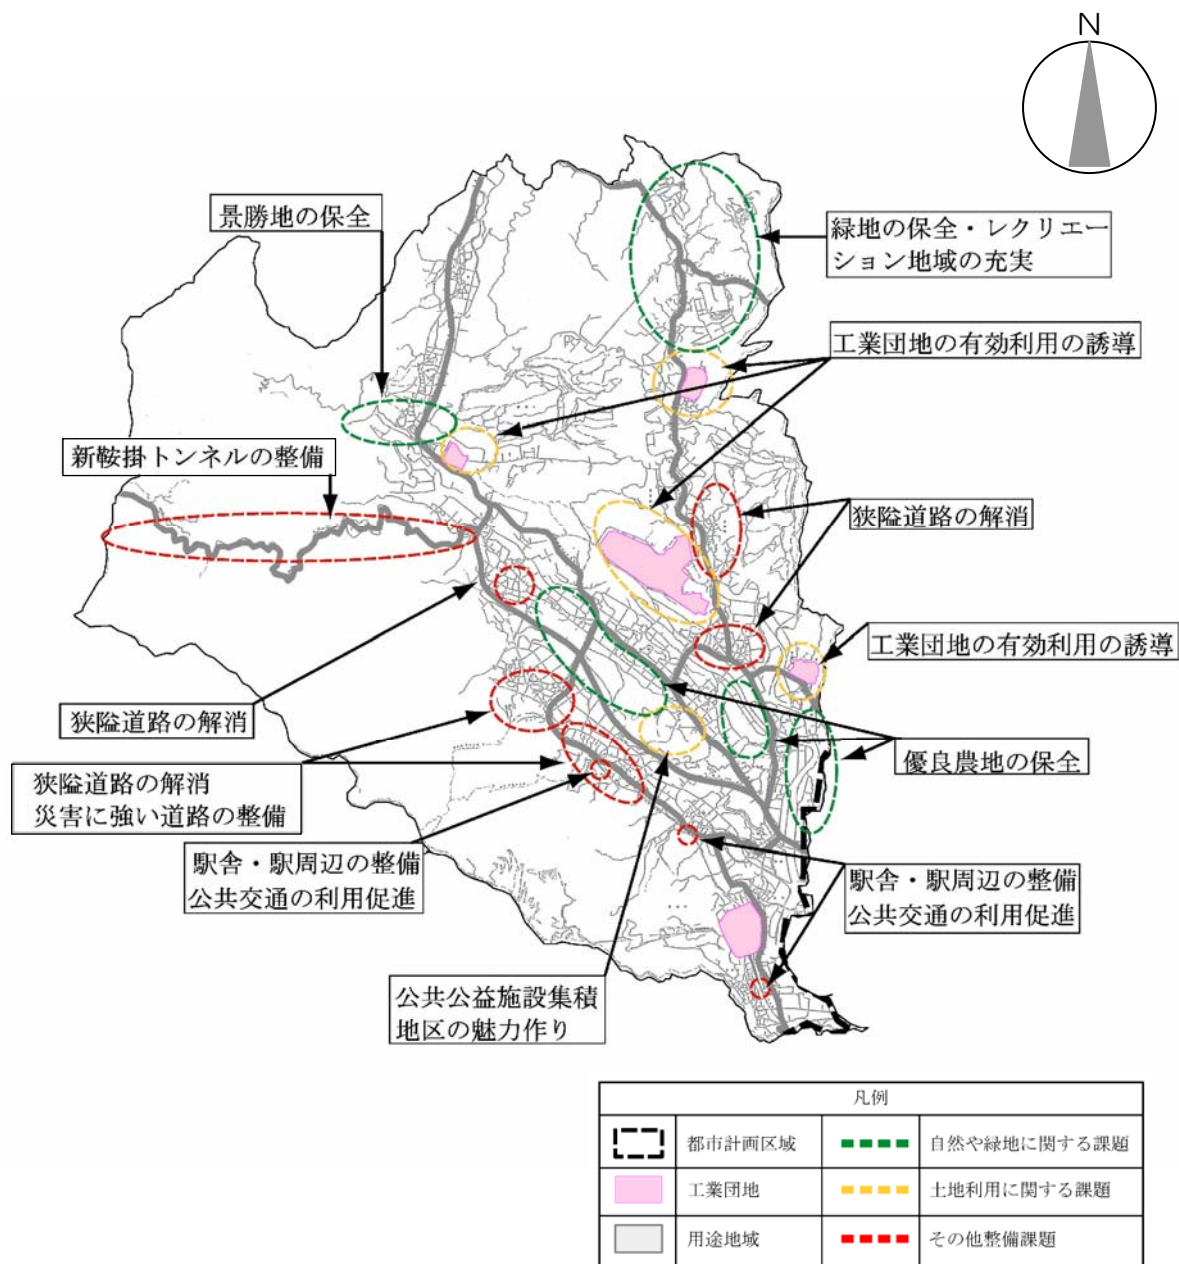 N
景勝地の保全
緑地の保全・レクリエー
ション地域の充実
工業団地の有効利用の誘導
新鞍掛トンネルの整備
狭隘道路の解消
工業団地の有効利用の誘導
狭隘道路の解消
優良農地の保全
狭隘道路の解消
災害に強い道路の整備
駅舎・駅周辺の整備
公共交通の利用促進
駅舎・駅周辺の整備
公共交通の利用促進
公共公益施設集積
地区の魅力作り
凡例
都市計画区域
自然や緑地に関する課題
工業団地
土地利用に関する課題
用途地域
その他整備課題